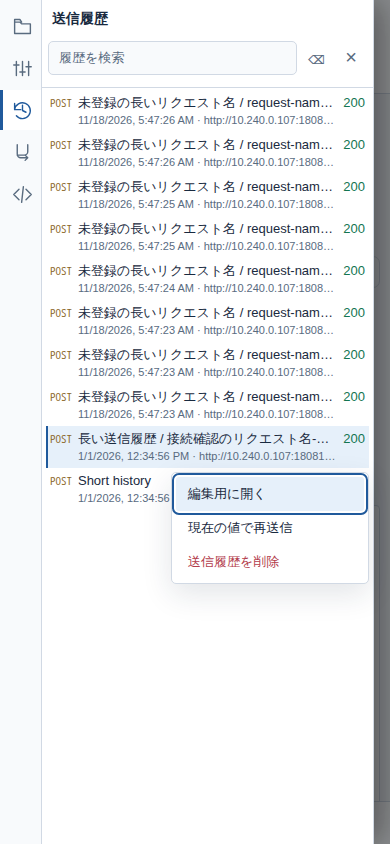 送信履歴
履歴を検索
POST 未登録の長いリクエスト名 / request-nam… 200
11/18/2026, 5:47:26 AM · http://10.240.0.107:1808…
POST 未登録の長いリクエスト名 / request-nam… 200
11/18/2026, 5:47:26 AM · http://10.240.0.107:1808…
POST 未登録の長いリクエスト名 / request-nam… 200
11/18/2026, 5:47:25 AM · http://10.240.0.107:1808…
POST 未登録の長いリクエスト名 / request-nam… 200
11/18/2026, 5:47:25 AM · http://10.240.0.107:1808…
POST 未登録の長いリクエスト名 / request-nam… 200
11/18/2026, 5:47:24 AM · http://10.240.0.107:1808…
POST 未登録の長いリクエスト名 / request-nam… 200
11/18/2026, 5:47:23 AM · http://10.240.0.107:1808…
POST 未登録の長いリクエスト名 / request-nam… 200
11/18/2026, 5:47:23 AM · http://10.240.0.107:1808…
POST 未登録の長いリクエスト名 / request-nam… 200
11/18/2026, 5:47:23 AM · http://10.240.0.107:1808…
POST 長い送信履歴 / 接続確認のリクエスト名-… 200
1/1/2026, 12:34:56 PM · http://10.240.0.107:18081…
POST Short history
1/1/2026, 12:34:56
編集用に開く
現在の値で再送信
送信履歴を削除